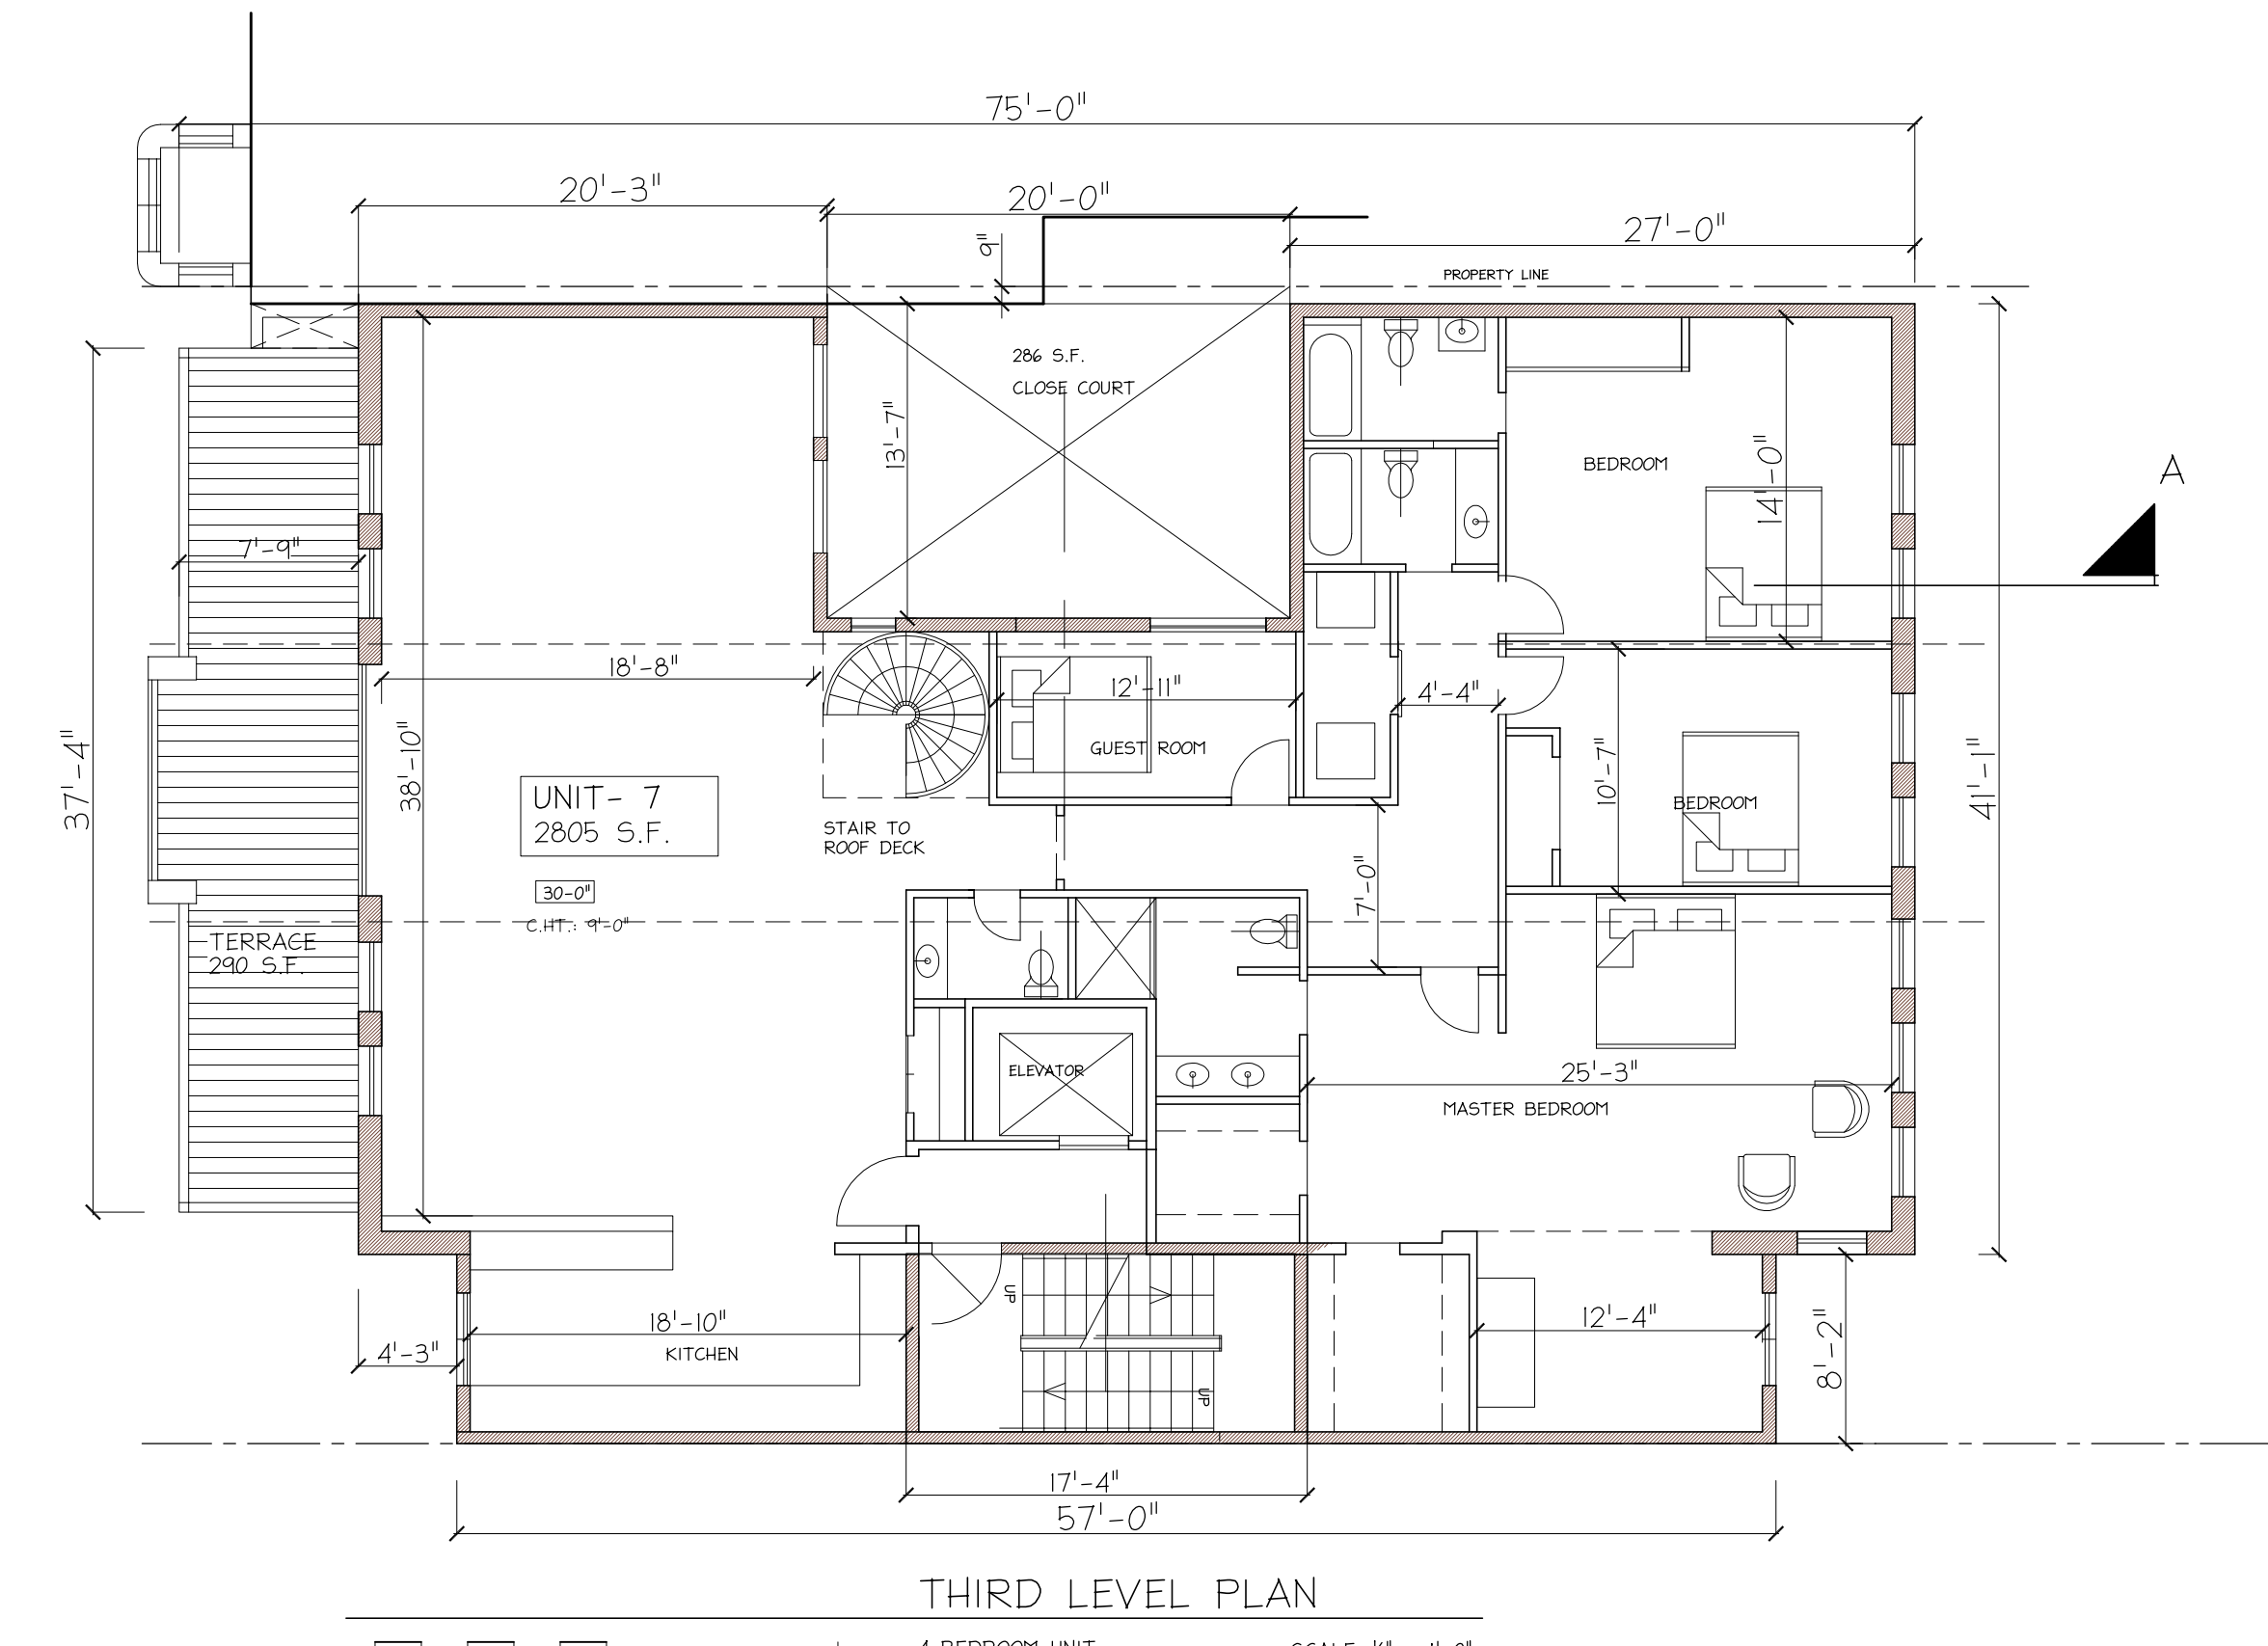 75'-0"
20'-3"
20'-0"
27'-0"
9"
PROPERTY LINE
286 S.F.
CLOSE COURT
13'-7"
BEDROOM
14'-0"
A
7'-9"
18'-8"
12'-11"
4'-4"
GUEST ROOM
38'-10"
37'-4"
10'-7"
41'-1"
UNIT- 7
2805 S.F.
BEDROOM
STAIR TO
ROOF DECK
30-0"
C.HT.: 9'-0"
7'-0"
TERRACE
290 S.F.
ELEVATOR
25'-3"
MASTER BEDROOM
UP
18'-10"
KITCHEN
4'-3"
12'-4"
8'-2"
UP
17'-4"
57'-0"
THIRD LEVEL PLAN
4 BEDROOM UNIT